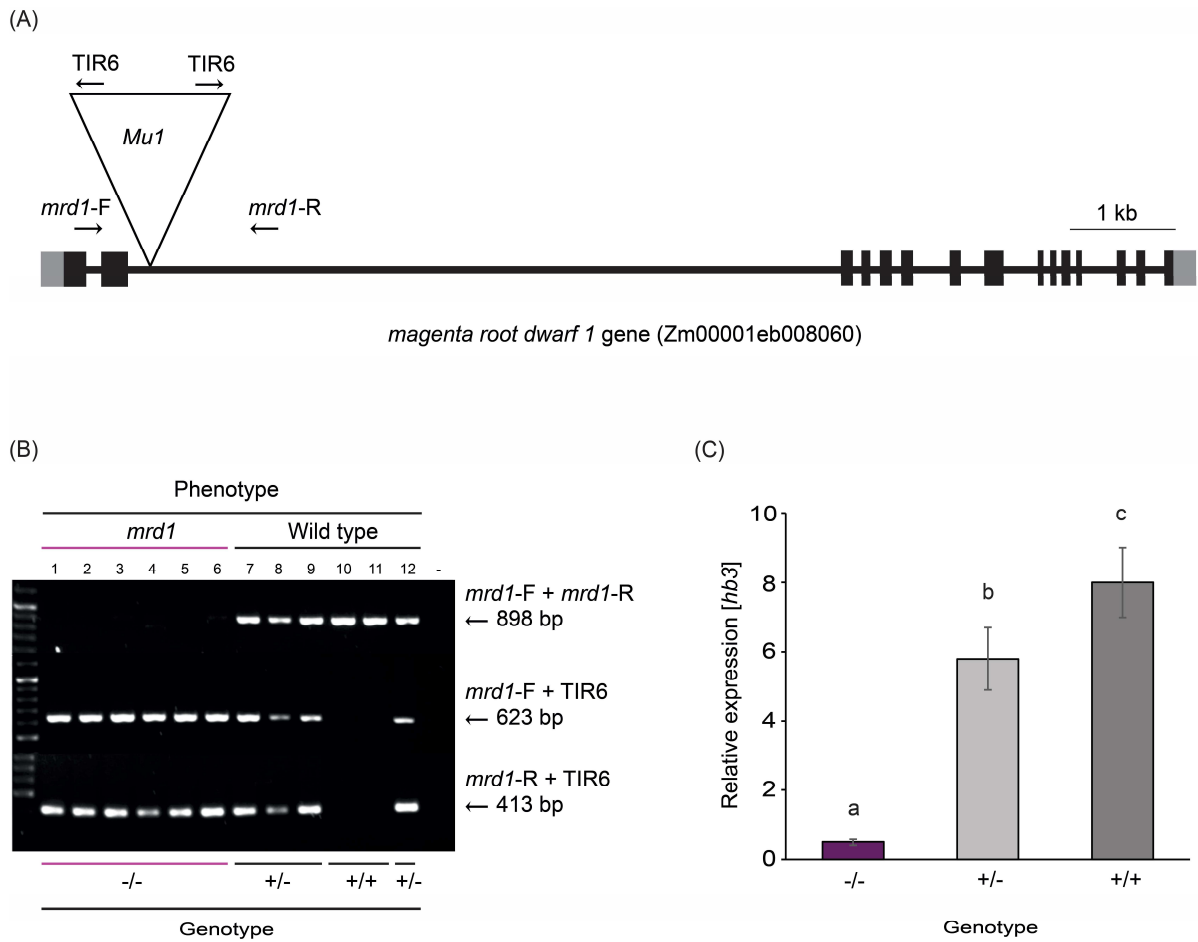 (A)
TIR6 TIR6
Mu1
mrd1-F mrd1-R
1 kb
magenta root dwarf 1 gene (Zm00001eb008060)
(B)
Phenotype
mrd1 Wild type
1 2 3 4 5 6 7 8 9 10 11 12 -
mrd1-F + mrd1-R
← 898 bp
mrd1-F + TIR6
← 623 bp
mrd1-R + TIR6
← 413 bp
-/- +/- +/+ +/-
Genotype
(C)
Relative expression [hb3]
10
8
6
4
2
0
a
b
c
-/- +/- +/+
Genotype